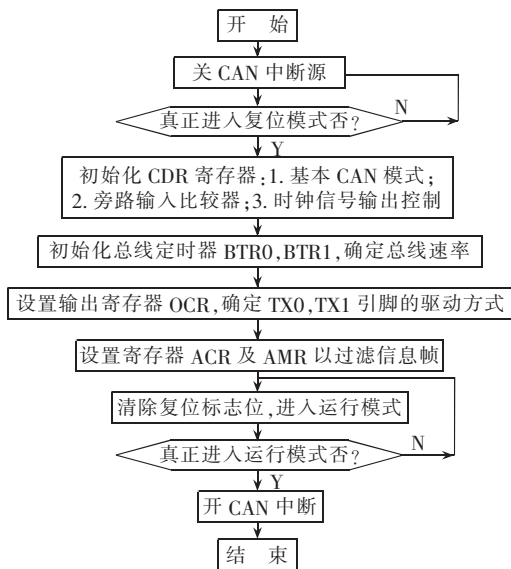 开 始
关 CAN 中断源
真正进入复位模式否?
N
Y
初始化 CDR 寄存器:1. 基本 CAN 模式;
2. 旁路输入比较器;3. 时钟信号输出控制
初始化总线定时器 BTR0,BTR1,确定总线速率
设置输出寄存器 OCR,确定 TX0,TX1 引脚的驱动方式
设置寄存器 ACR 及 AMR 以过滤信息帧
清除复位标志位,进入运行模式
真正进入运行模式否?
N
Y
开 CAN 中断
结 束